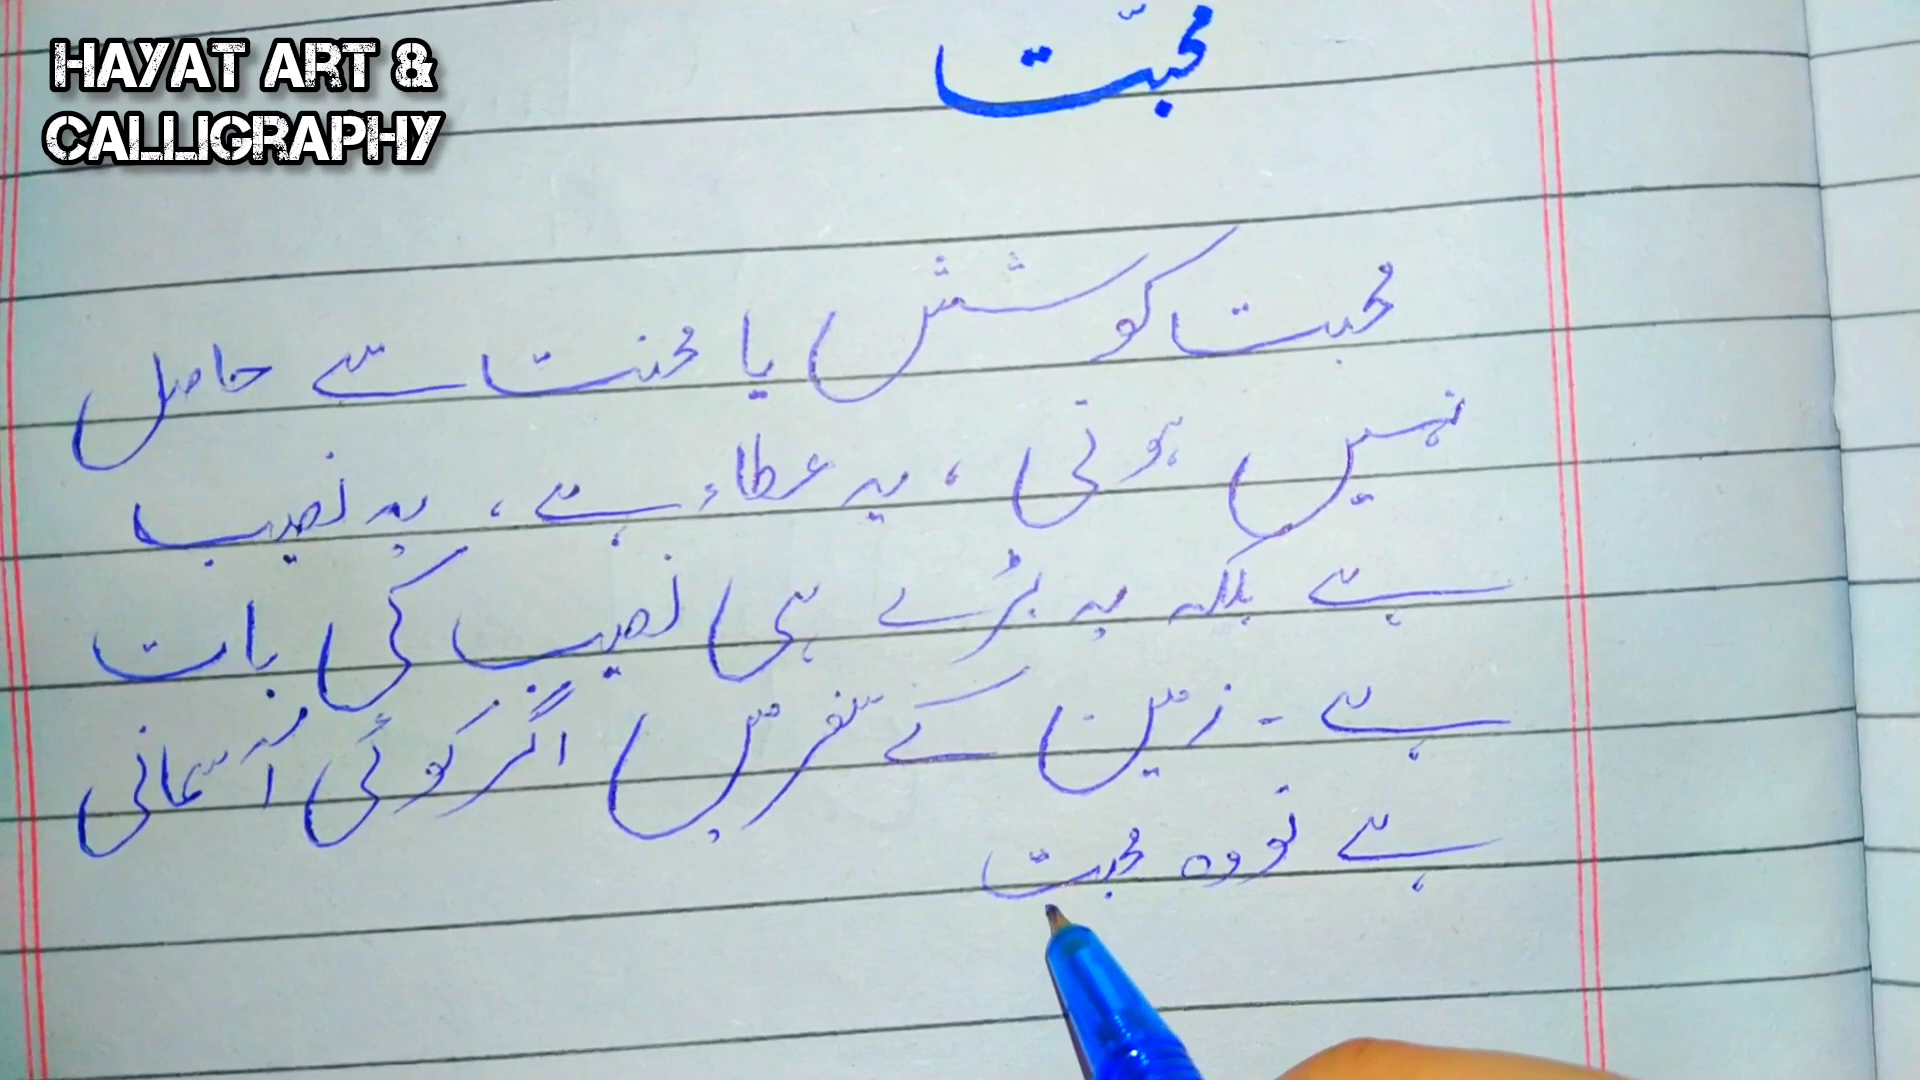 HAYAT ART &
CALLIGRAPHY
محبّت
محبت کوشش یا محنت سے حاصل
نہیں ہوتی ، یہ عطاء ہے ، یہ نصیب
ہے بلکہ یہ بڑے ہی نصیب کی بات
ہے ۔ زمین کے سفر میں اگر کوئی آسمانی
ہے تو وہ محبت